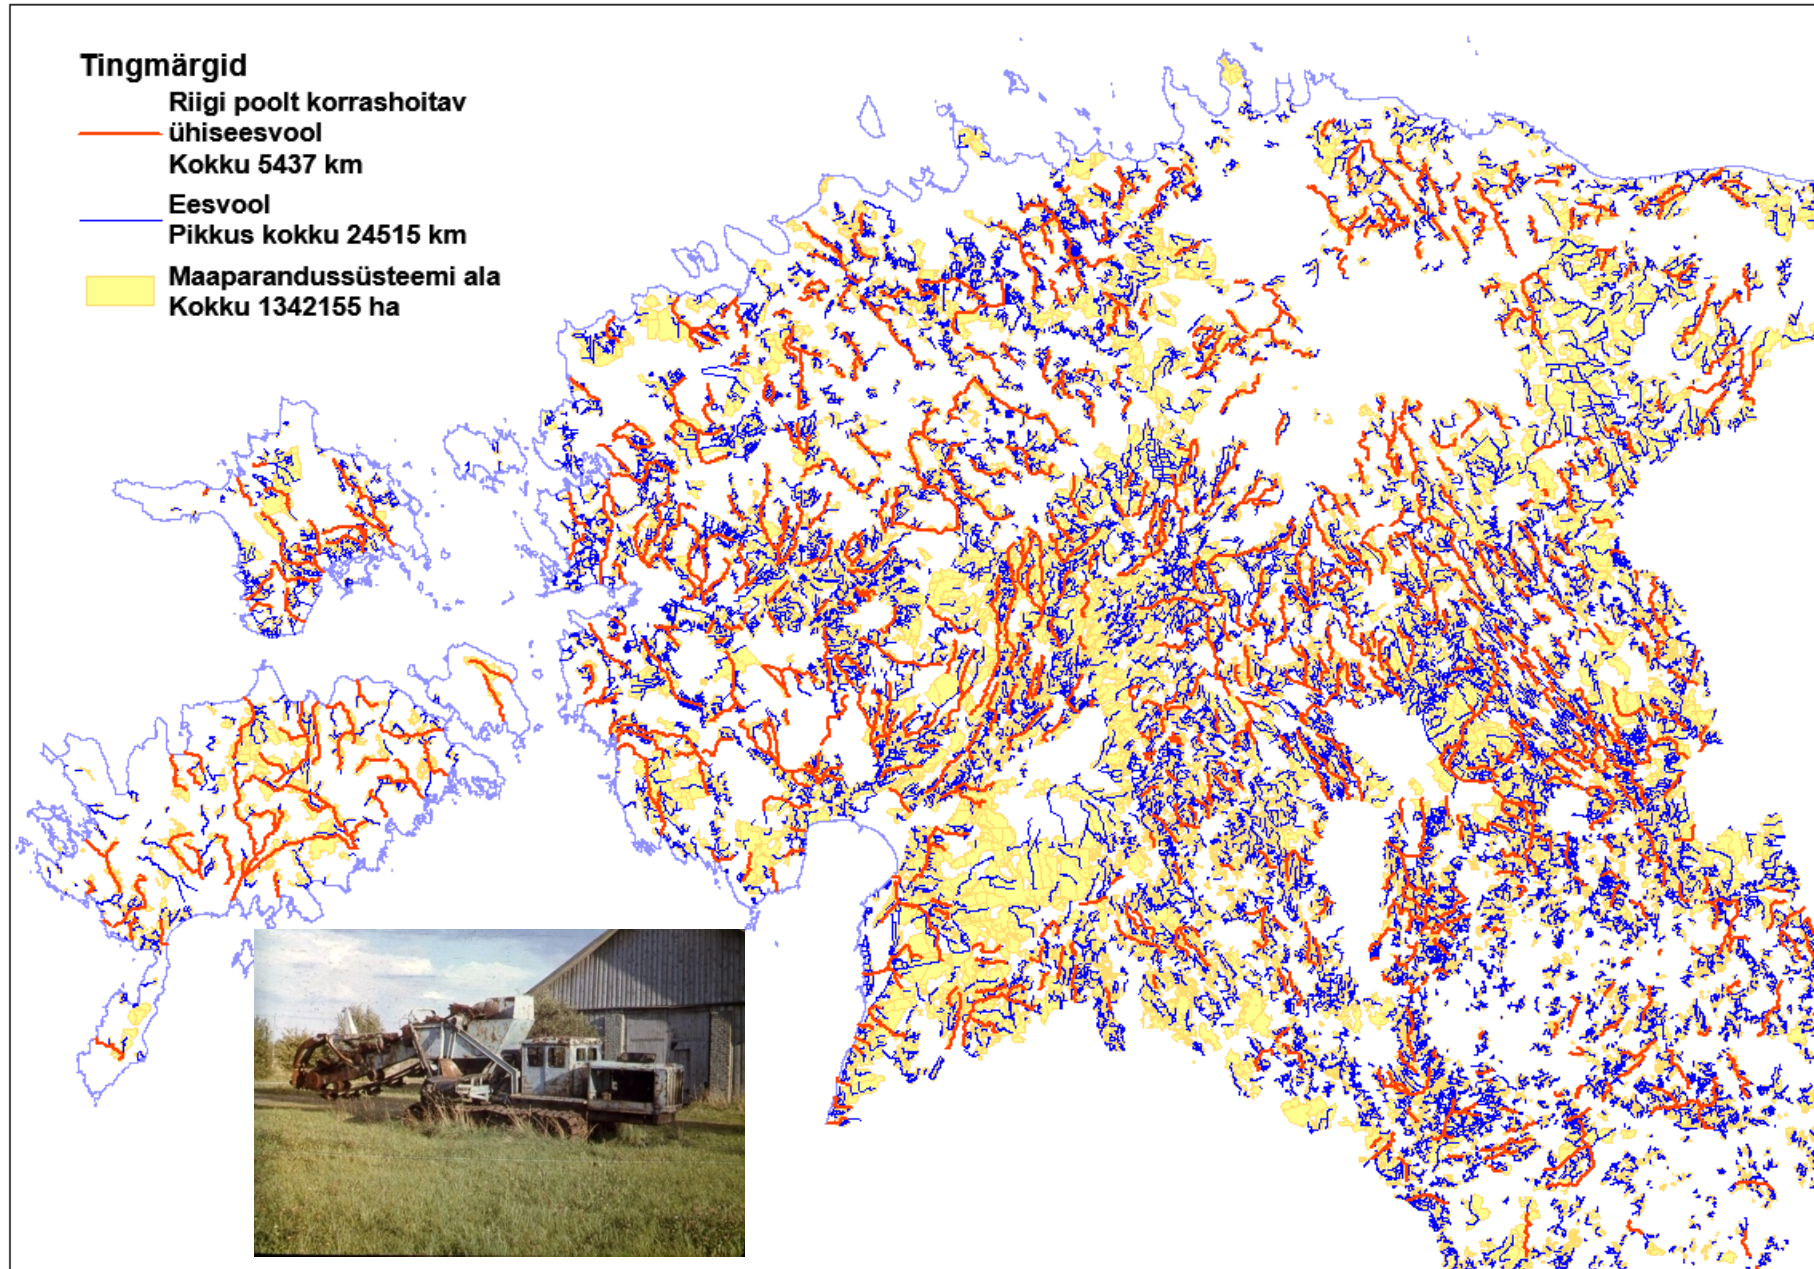 Tingmärgid
Riigi poolt korrashoitav
ühiseesvool
Kokku 5437 km
Eesvool
Pikkus kokku 24515 km
Maaparandussüsteemi ala
Kokku 1342155 ha